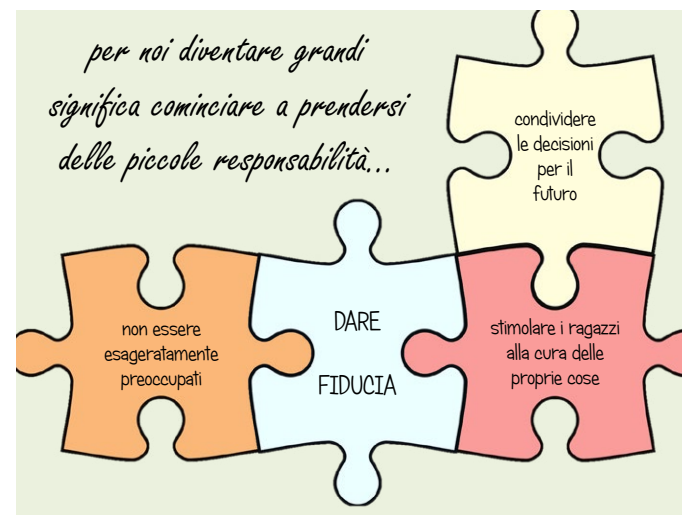 per noi diventare grandi
significa cominciare a prendersi
delle piccole responsabilità...
condividere
le decisioni
per il
futuro
non essere
esageratamente
preoccupati
DARE
FIDUCIA
stimolare i ragazzi
alla cura delle
proprie cose